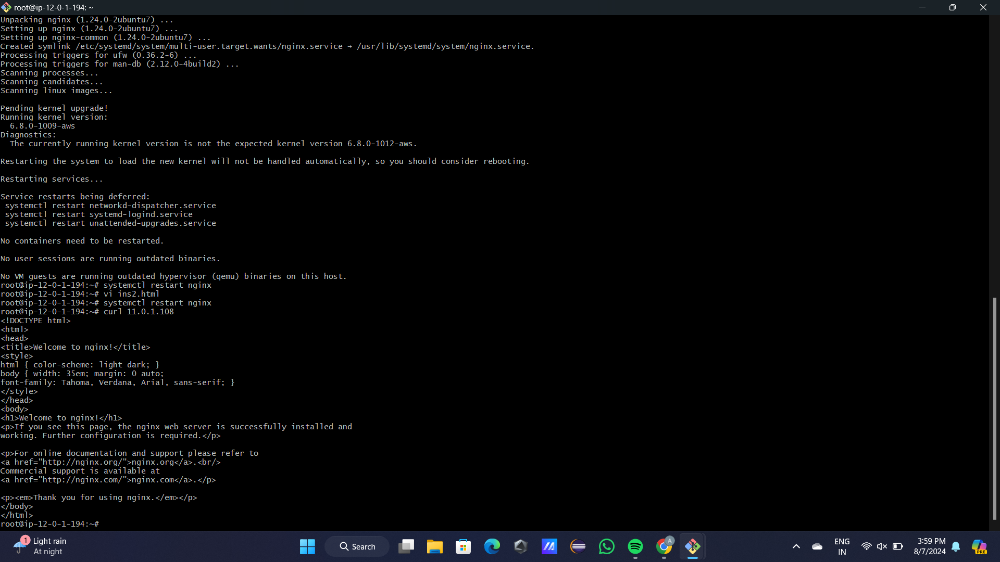 root@ip-12-0-1-194: ~
Unpacking nginx (1.24.0-2ubuntu7) ...
Setting up nginx (1.24.0-2ubuntu7) ...
Setting up nginx-common (1.24.0-2ubuntu7) ...
Created symlink /etc/systemd/system/multi-user.target.wants/nginx.service → /usr/lib/systemd/system/nginx.service.
Processing triggers for ufw (0.36.2-6) ...
Processing triggers for man-db (2.12.0-4build2) ...
Scanning processes...
Scanning candidates...
Scanning linux images...
Pending kernel upgrade!
Running kernel version:
  6.8.0-1009-aws
Diagnostics:
  The currently running kernel version is not the expected kernel version 6.8.0-1012-aws.
Restarting the system to load the new kernel will not be handled automatically, so you should consider rebooting.
Restarting services...
Service restarts being deferred:
 systemctl restart networkd-dispatcher.service
 systemctl restart systemd-logind.service
 systemctl restart unattended-upgrades.service
No containers need to be restarted.
No user sessions are running outdated binaries.
No VM guests are running outdated hypervisor (qemu) binaries on this host.
root@ip-12-0-1-194:~# systemctl restart nginx
root@ip-12-0-1-194:~# vi ins2.html
root@ip-12-0-1-194:~# systemctl restart nginx
root@ip-12-0-1-194:~# curl 11.0.1.108
<!DOCTYPE html>
<html>
<head>
<title>Welcome to nginx!</title>
<style>
html { color-scheme: light dark; }
body { width: 35em; margin: 0 auto;
font-family: Tahoma, Verdana, Arial, sans-serif; }
</style>
</head>
<body>
<h1>Welcome to nginx!</h1>
<p>If you see this page, the nginx web server is successfully installed and
working. Further configuration is required.</p>
<p>For online documentation and support please refer to
<a href="http://nginx.org/">nginx.org</a>.<br/>
Commercial support is available at
<a href="http://nginx.com/">nginx.com</a>.</p>
<p><em>Thank you for using nginx.</em></p>
</body>
</html>
root@ip-12-0-1-194:~#
1
Light rain
At night
Search
A
ENG
IN
3:59 PM
8/7/2024
PRE